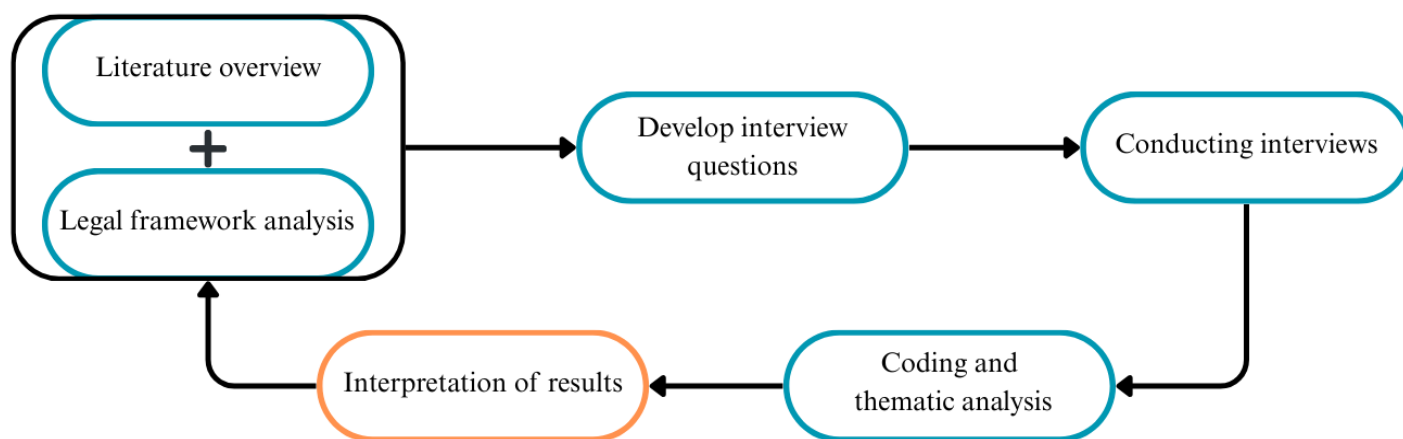 Literature overview
+
Legal framework analysis
Develop interview
questions
Conducting interviews
Coding and
thematic analysis
Interpretation of results